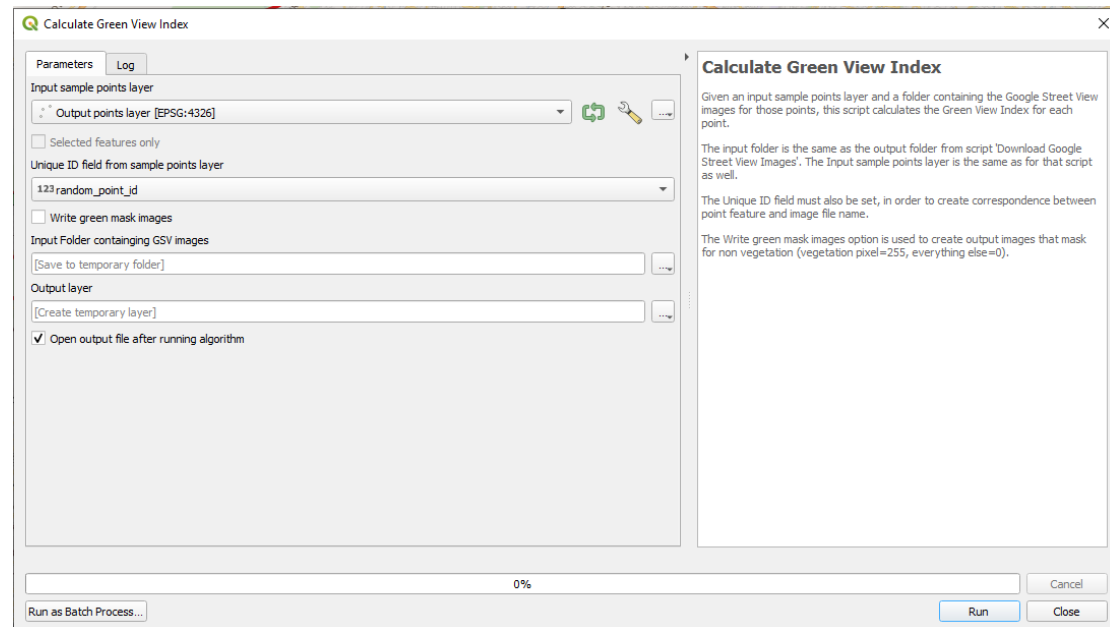 Calculate Green View Index
Parameters
Log
Input sample points layer
Output points layer [EPSG:4326]
Selected features only
Unique ID field from sample points layer
123 random_point_id
Write green mask images
Input Folder containging GSV images
[Save to temporary folder]
Output layer
[Create temporary layer]
Open output file after running algorithm
Calculate Green View Index
Given an input sample points layer and a folder containing the Google Street View
images for those points, this script calculates the Green View Index for each
point.
The input folder is the same as the output folder from script 'Download Google
Street View Images'. The Input sample points layer is the same as for that script
as well.
The Unique ID field must also be set, in order to create correspondence between
point feature and image file name.
The Write green mask images option is used to create output images that mask
for non vegetation (vegetation pixel=255, everything else=0).
0%
Cancel
Run as Batch Process...
Run
Close